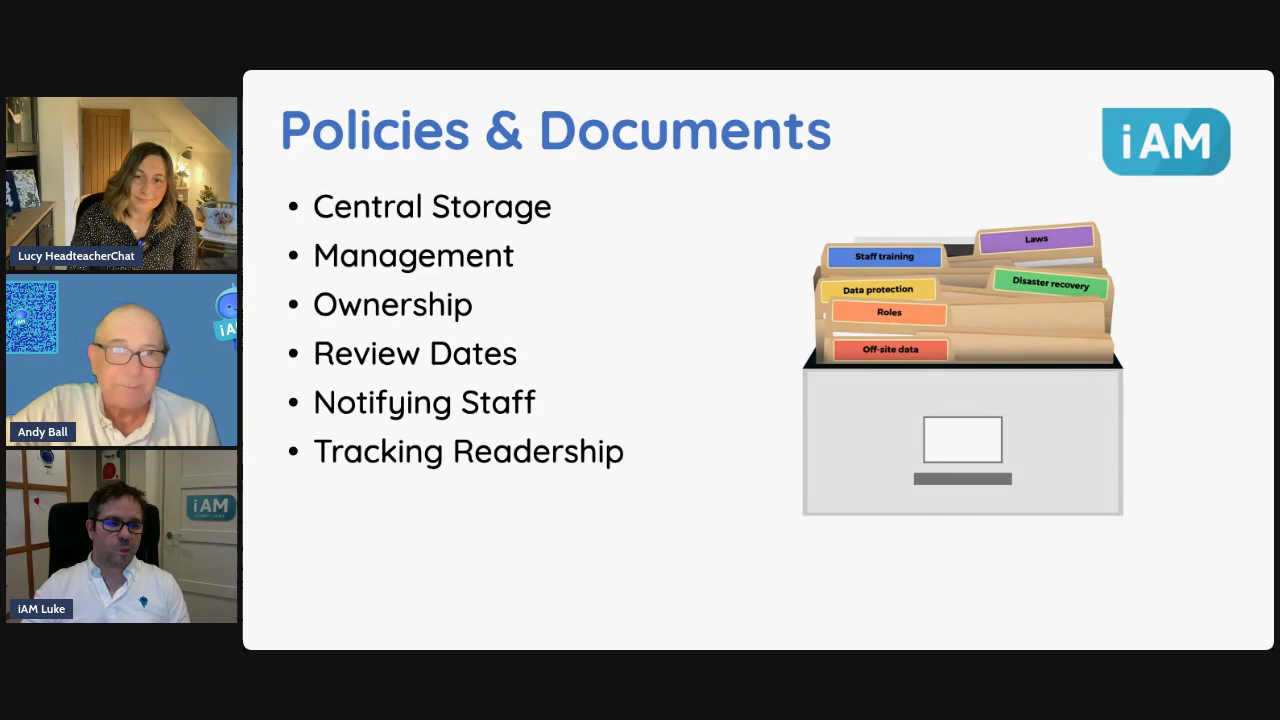 Policies & Documents
iAM
• Central Storage
• Management
• Ownership
• Review Dates
• Notifying Staff
• Tracking Readership
Laws
Staff training
Disaster recovery
Data protection
Roles
Off-site data
Lucy HeadteacherChat
iA
Andy Ball
iAM
iAM Luke